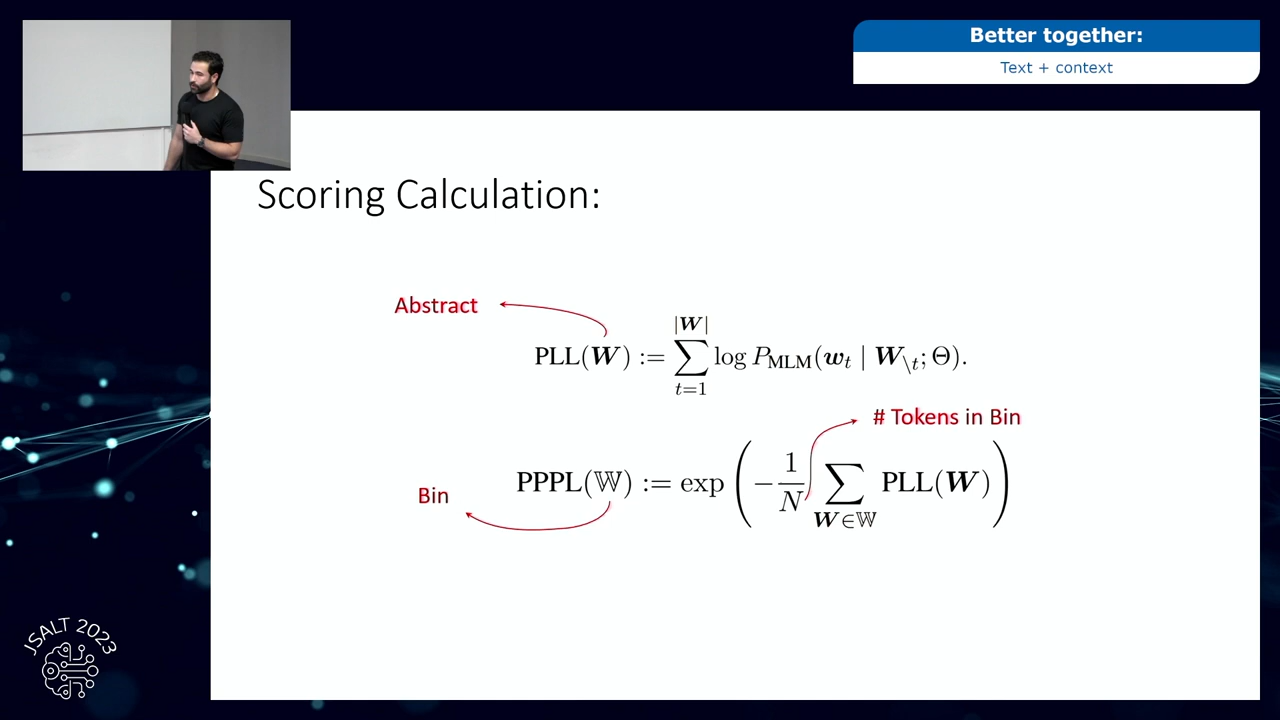 Better together:
Text + context
Scoring Calculation:
Abstract
PLL(W) := ∑_{t=1}^{|W|} log P_MLM(w_t | W_{\t}; Θ).
# Tokens in Bin
Bin
PPPL(𝕎) := exp(−\frac{1}{N} ∑_{W∈𝕎} PLL(W))
JSALT 2023